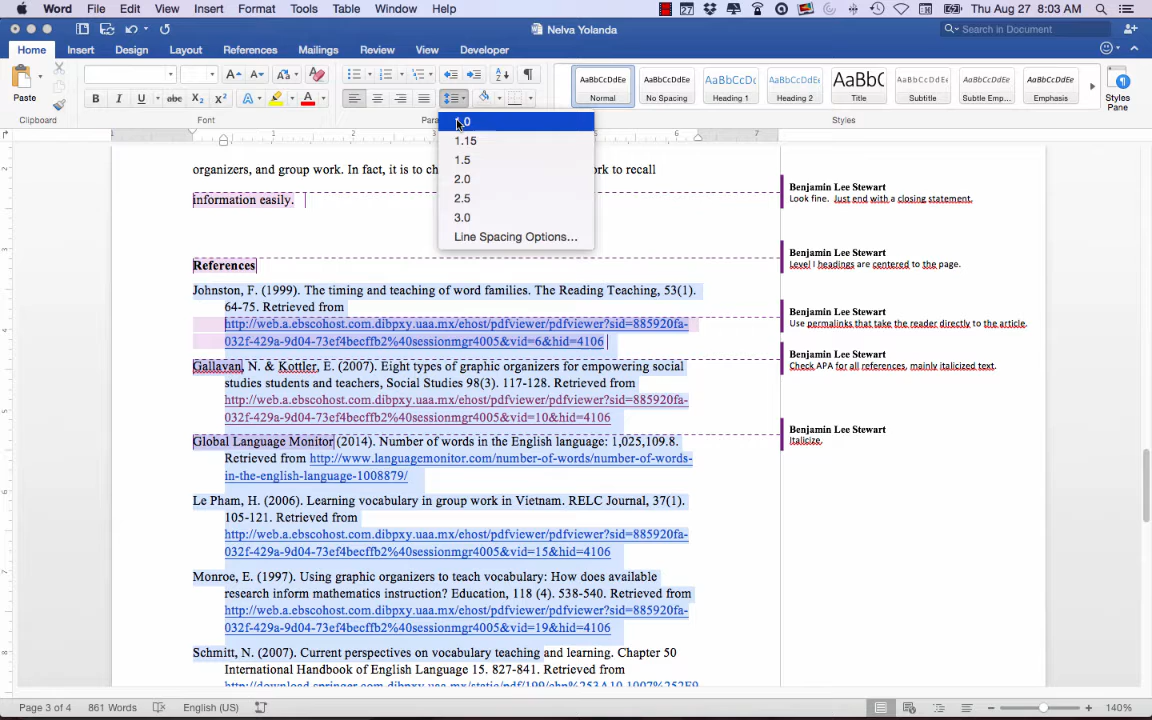 Word File Edit View Insert Format Tools Table Window Help 27 Thu Aug 27 8:03 AM
Nelva Yolanda Search in Document
Home Insert Design Layout References Mailings Review View Developer
Paste B I U abc X2 X2 A A
Clipboard Font Para Styles
AaBbCcDdEe AaBbCcDdEe AaBbCcDc AaBbCcDd AaBbC AaBbCcDdEe AaBbCcDdEe AaBbCcDdEe
Normal No Spacing Heading 1 Heading 2 Title Subtitle Subtle Emp... Emphasis Styles Pane
1.0
1.15
1.5
2.0
2.5
3.0
Line Spacing Options...
organizers, and group work. In fact, it is to ch rk to recall
information easily.
References
Johnston, F. (1999). The timing and teaching of word families. The Reading Teaching, 53(1).
64-75. Retrieved from
http://web.a.ebscohost.com.dibpxy.uaa.mx/ehost/pdfviewer/pdfviewer?sid=885920fa-
032f-429a-9d04-73ef4becffb2%40sessionmgr4005&vid=6&hid=4106
Gallavan, N. & Kottler, E. (2007). Eight types of graphic organizers for empowering social
studies students and teachers, Social Studies 98(3). 117-128. Retrieved from
http://web.a.ebscohost.com.dibpxy.uaa.mx/ehost/pdfviewer/pdfviewer?sid=885920fa-
032f-429a-9d04-73ef4becffb2%40sessionmgr4005&vid=10&hid=4106
Global Language Monitor (2014). Number of words in the English language: 1,025,109.8.
Retrieved from http://www.languagemonitor.com/number-of-words/number-of-words-
in-the-english-language-1008879/
Le Pham, H. (2006). Learning vocabulary in group work in Vietnam. RELC Journal, 37(1).
105-121. Retrieved from
http://web.a.ebscohost.com.dibpxy.uaa.mx/ehost/pdfviewer/pdfviewer?sid=885920fa-
032f-429a-9d04-73ef4becffb2%40sessionmgr4005&vid=15&hid=4106
Monroe, E. (1997). Using graphic organizers to teach vocabulary: How does available
research inform mathematics instruction? Education, 118 (4). 538-540. Retrieved from
http://web.a.ebscohost.com.dibpxy.uaa.mx/ehost/pdfviewer/pdfviewer?sid=885920fa-
032f-429a-9d04-73ef4becffb2%40sessionmgr4005&vid=19&hid=4106
Schmitt, N. (2007). Current perspectives on vocabulary teaching and learning. Chapter 50
International Handbook of English Language 15. 827-841. Retrieved from
Benjamin Lee Stewart
Look fine. Just end with a closing statement.
Benjamin Lee Stewart
Level I headings are centered to the page.
Benjamin Lee Stewart
Use permalinks that take the reader directly to the article.
Benjamin Lee Stewart
Check APA for all references, mainly italicized text.
Benjamin Lee Stewart
Italicize.
Page 3 of 4 861 Words English (US) 140%